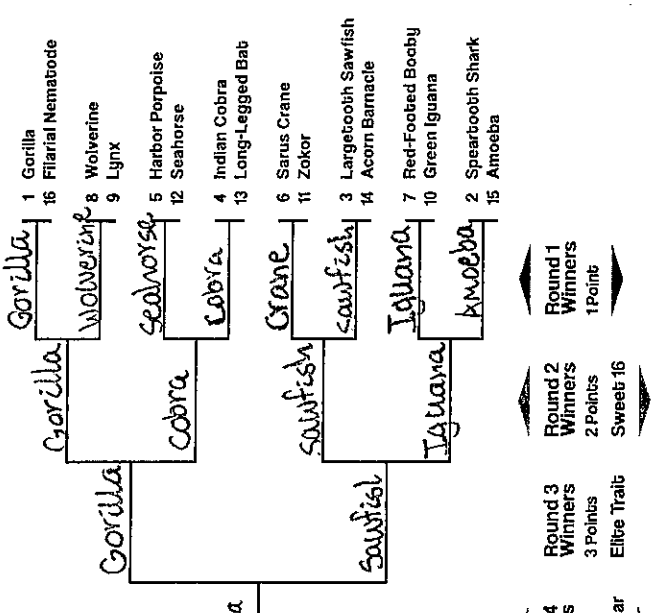 1 Gorilla
16 Filarial Nematode
8 Wolverine
9 Lynx
5 Harbor Porpoise
12 Seahorse
4 Indian Cobra
13 Long-Legged Bat
6 Sarus Crane
11 Zokor
3 Largetooth Sawfish
14 Acorn Barnacle
7 Red-Footed Booby
10 Green Iguana
2 Speartooth Shark
15 Amoeba
Gorilla
Wolverine
Seahorse
Cobra
Crane
Sawfish
Iguana
Amoeba
Round 1
Winners
1 Point
Gorilla
Cobra
Sawfish
Iguana
Round 2
Winners
2 Points
Sweet 16
Gorilla
Sawfish
Round 3
Winners
3 Points
Elite Trait
a
4
s
ar